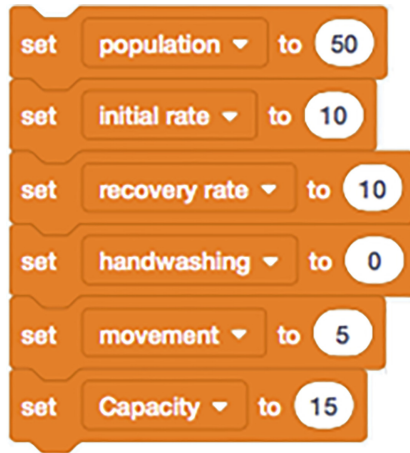 set population to 50
set initial rate to 10
set recovery rate to 10
set handwashing to 0
set movement to 5
set Capacity to 15